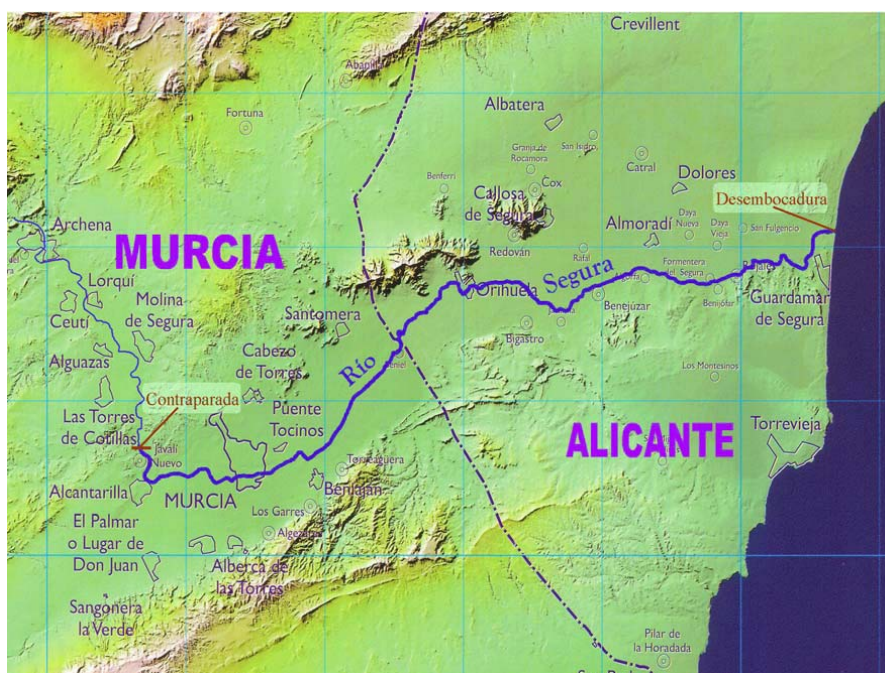 Crevillent
Abanilla
Fortuna
Albatera
Granja de
Rocamora
San Isidro
Catral
Dolores
Benferri
Cox
Callosa
de Segura
Desembocadura
Archena
MURCIA
Almoradí
Daya
Nueva
Daya
Vieja
San Fulgencio
Redován
Rafal
Segura
Lorquí
Molina
de Segura
Orihuela
Formentera
del Segura
Rojales
Guardamar
de Segura
Ceutí
Santomera
Benejúzar
Benijófar
Bigastro
Alguazas
Cabezo
de Torres
Río
Beniel
Los Montesinos
Contraparada
Las Torres
de Cotillas
Puente
Tocinos
Torrevieja
ALICANTE
Javalí
Nuevo
Torreagüera
Alcantarilla
MURCIA
Beniaján
Los Garres
El Palmar
o Lugar de
Don Juan
Alberca de
las Torres
Sangonera
la Verde
Pilar de
la Horadada